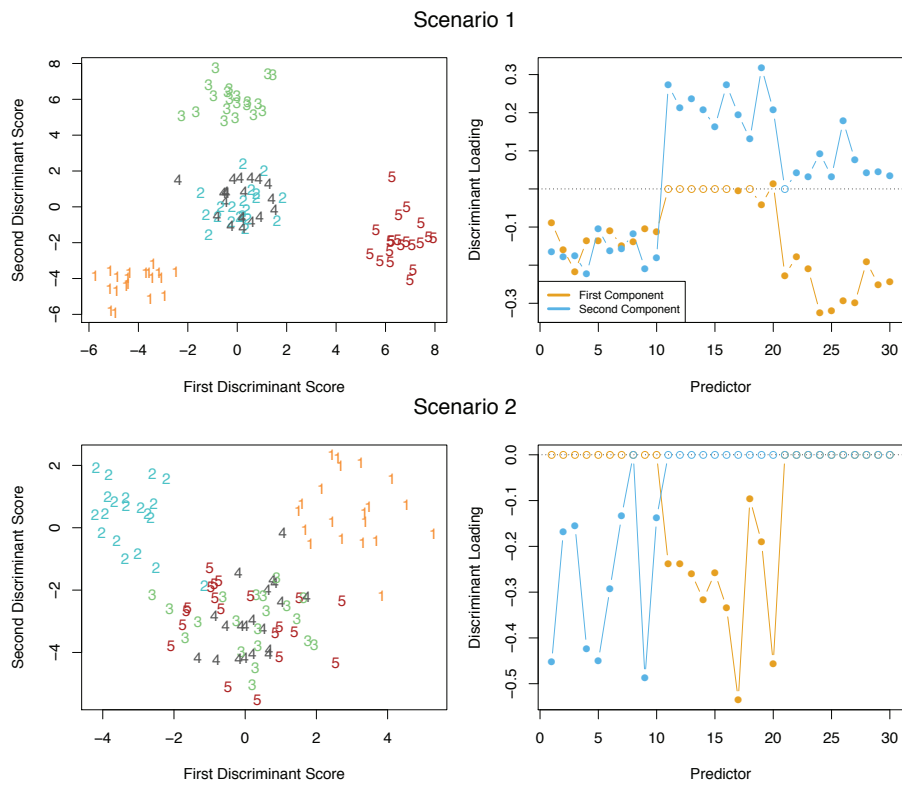 Scenario 1
Second Discriminant Score
8
6
4
2
0
−2
−4
−6
−6 −4 −2 0 2 4 6 8
First Discriminant Score
Discriminant Loading
0.3
0.1
−0.1
−0.3
First Component
Second Component
0 5 10 15 20 25 30
Predictor
Scenario 2
Second Discriminant Score
2
0
−2
−4
−4 −2 0 2 4
First Discriminant Score
Discriminant Loading
0.0
−0.1
−0.2
−0.3
−0.4
−0.5
0 5 10 15 20 25 30
Predictor